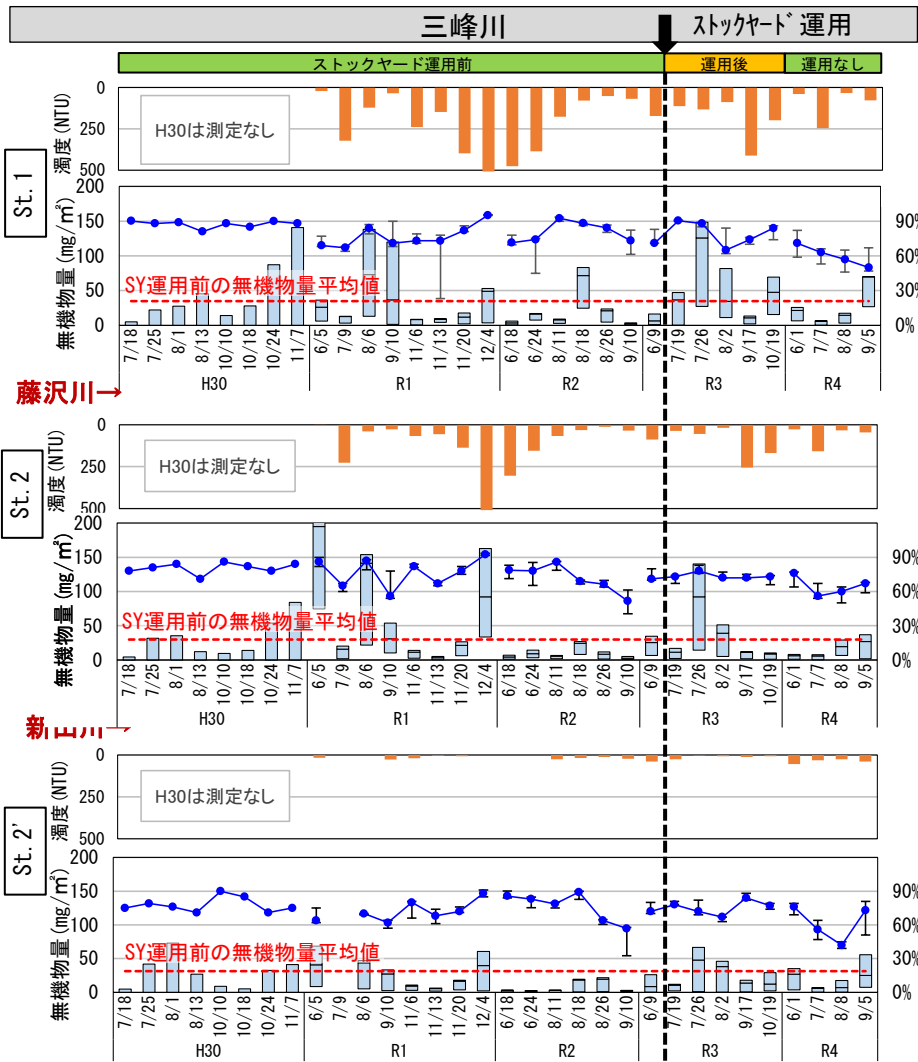 三峰川
ストックヤード 運用
ストックヤード運用前
運用後
運用なし
St. 1
濁度(NTU)
0
250
500
H30は測定なし
無機物量(mg/㎡)
200
150
100
50
0
90%
60%
30%
0%
SY運用前の無機物量平均値
7/18 7/25 8/1 8/13 10/10 10/18 10/24 11/7 6/5 7/9 8/6 9/10 11/6 11/13 11/20 12/4 6/18 6/24 8/11 8/18 8/26 9/10 6/9 7/19 7/26 8/8 9/17 10/19 6/1 7/7 8/8 9/5
H30 R1 R2 R3 R4
藤沢川→
St. 2
濁度(NTU)
0
250
500
H30は測定なし
無機物量(mg/㎡)
200
150
100
50
0
90%
60%
30%
0%
SY運用前の無機物量平均値
7/18 7/25 8/1 8/13 10/10 10/18 10/24 11/7 6/5 7/9 8/6 9/10 11/6 11/13 11/20 12/4 6/18 6/24 8/11 8/18 8/26 9/10 6/9 7/19 7/26 8/8 9/17 10/19 6/1 7/7 8/8 9/5
H30 R1 R2 R3 R4
新山川→
St. 2'
濁度(NTU)
0
250
500
H30は測定なし
無機物量(mg/㎡)
200
150
100
50
0
90%
60%
30%
0%
SY運用前の無機物量平均値
7/18 7/25 8/1 8/13 10/10 10/18 10/24 11/7 6/5 7/9 8/6 9/10 11/6 11/13 11/20 12/4 6/18 6/24 8/11 8/18 8/26 9/10 6/9 7/19 7/26 8/8 9/17 10/19 6/1 7/7 8/8 9/5
H30 R1 R2 R3 R4